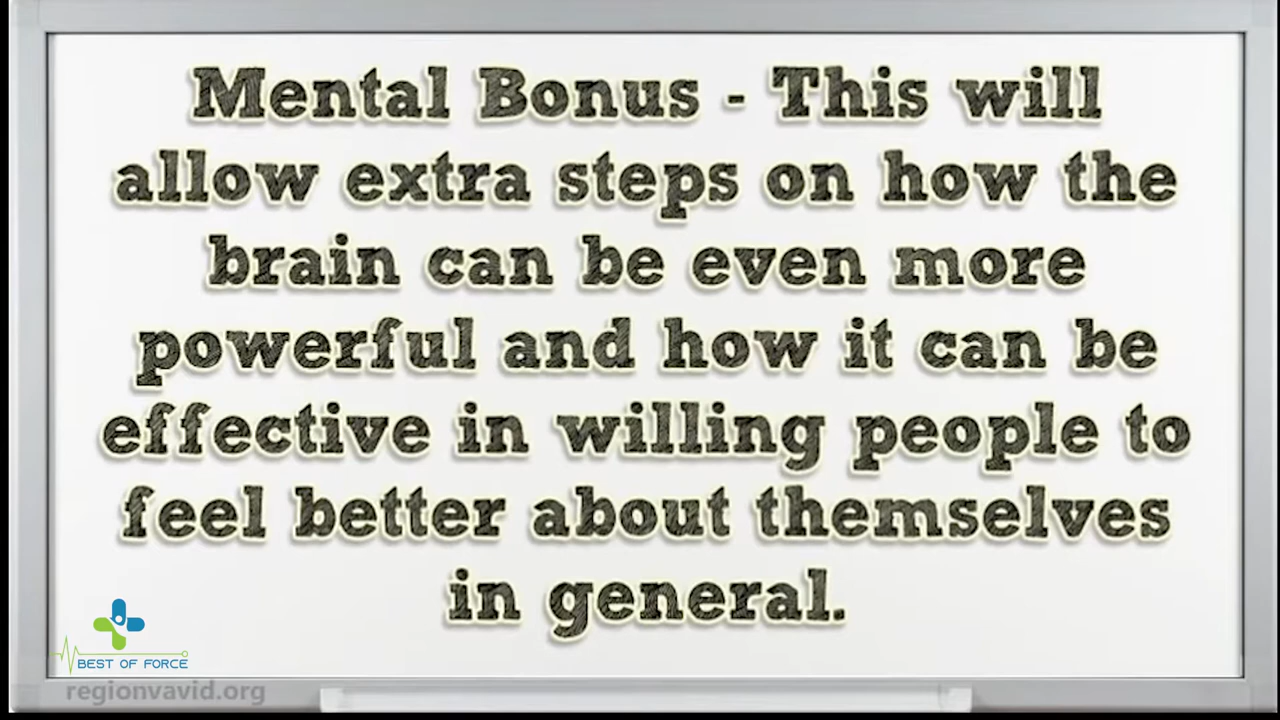 Mental Bonus - This will
allow extra steps on how the
brain can be even more
powerful and how it can be
effective in willing people to
feel better about themselves
in general.
BEST OF FORCE
regionvavid.org